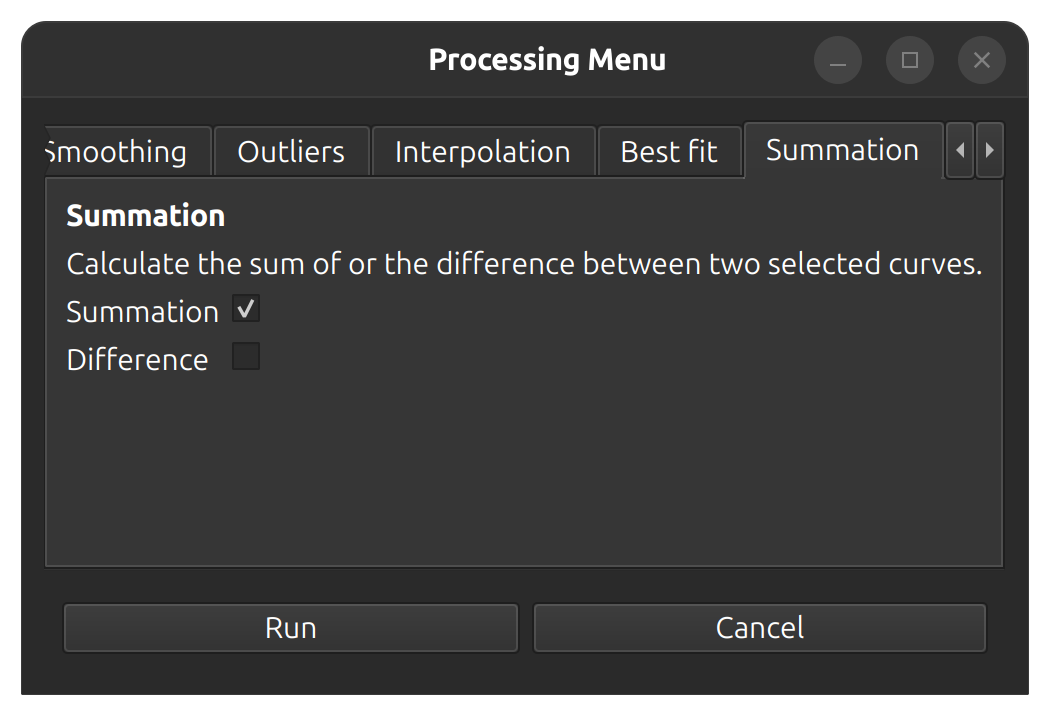 Processing Menu
Smoothing Outliers Interpolation Best fit Summation
Summation
Calculate the sum of or the difference between two selected curves.
Summation
Difference
Run Cancel